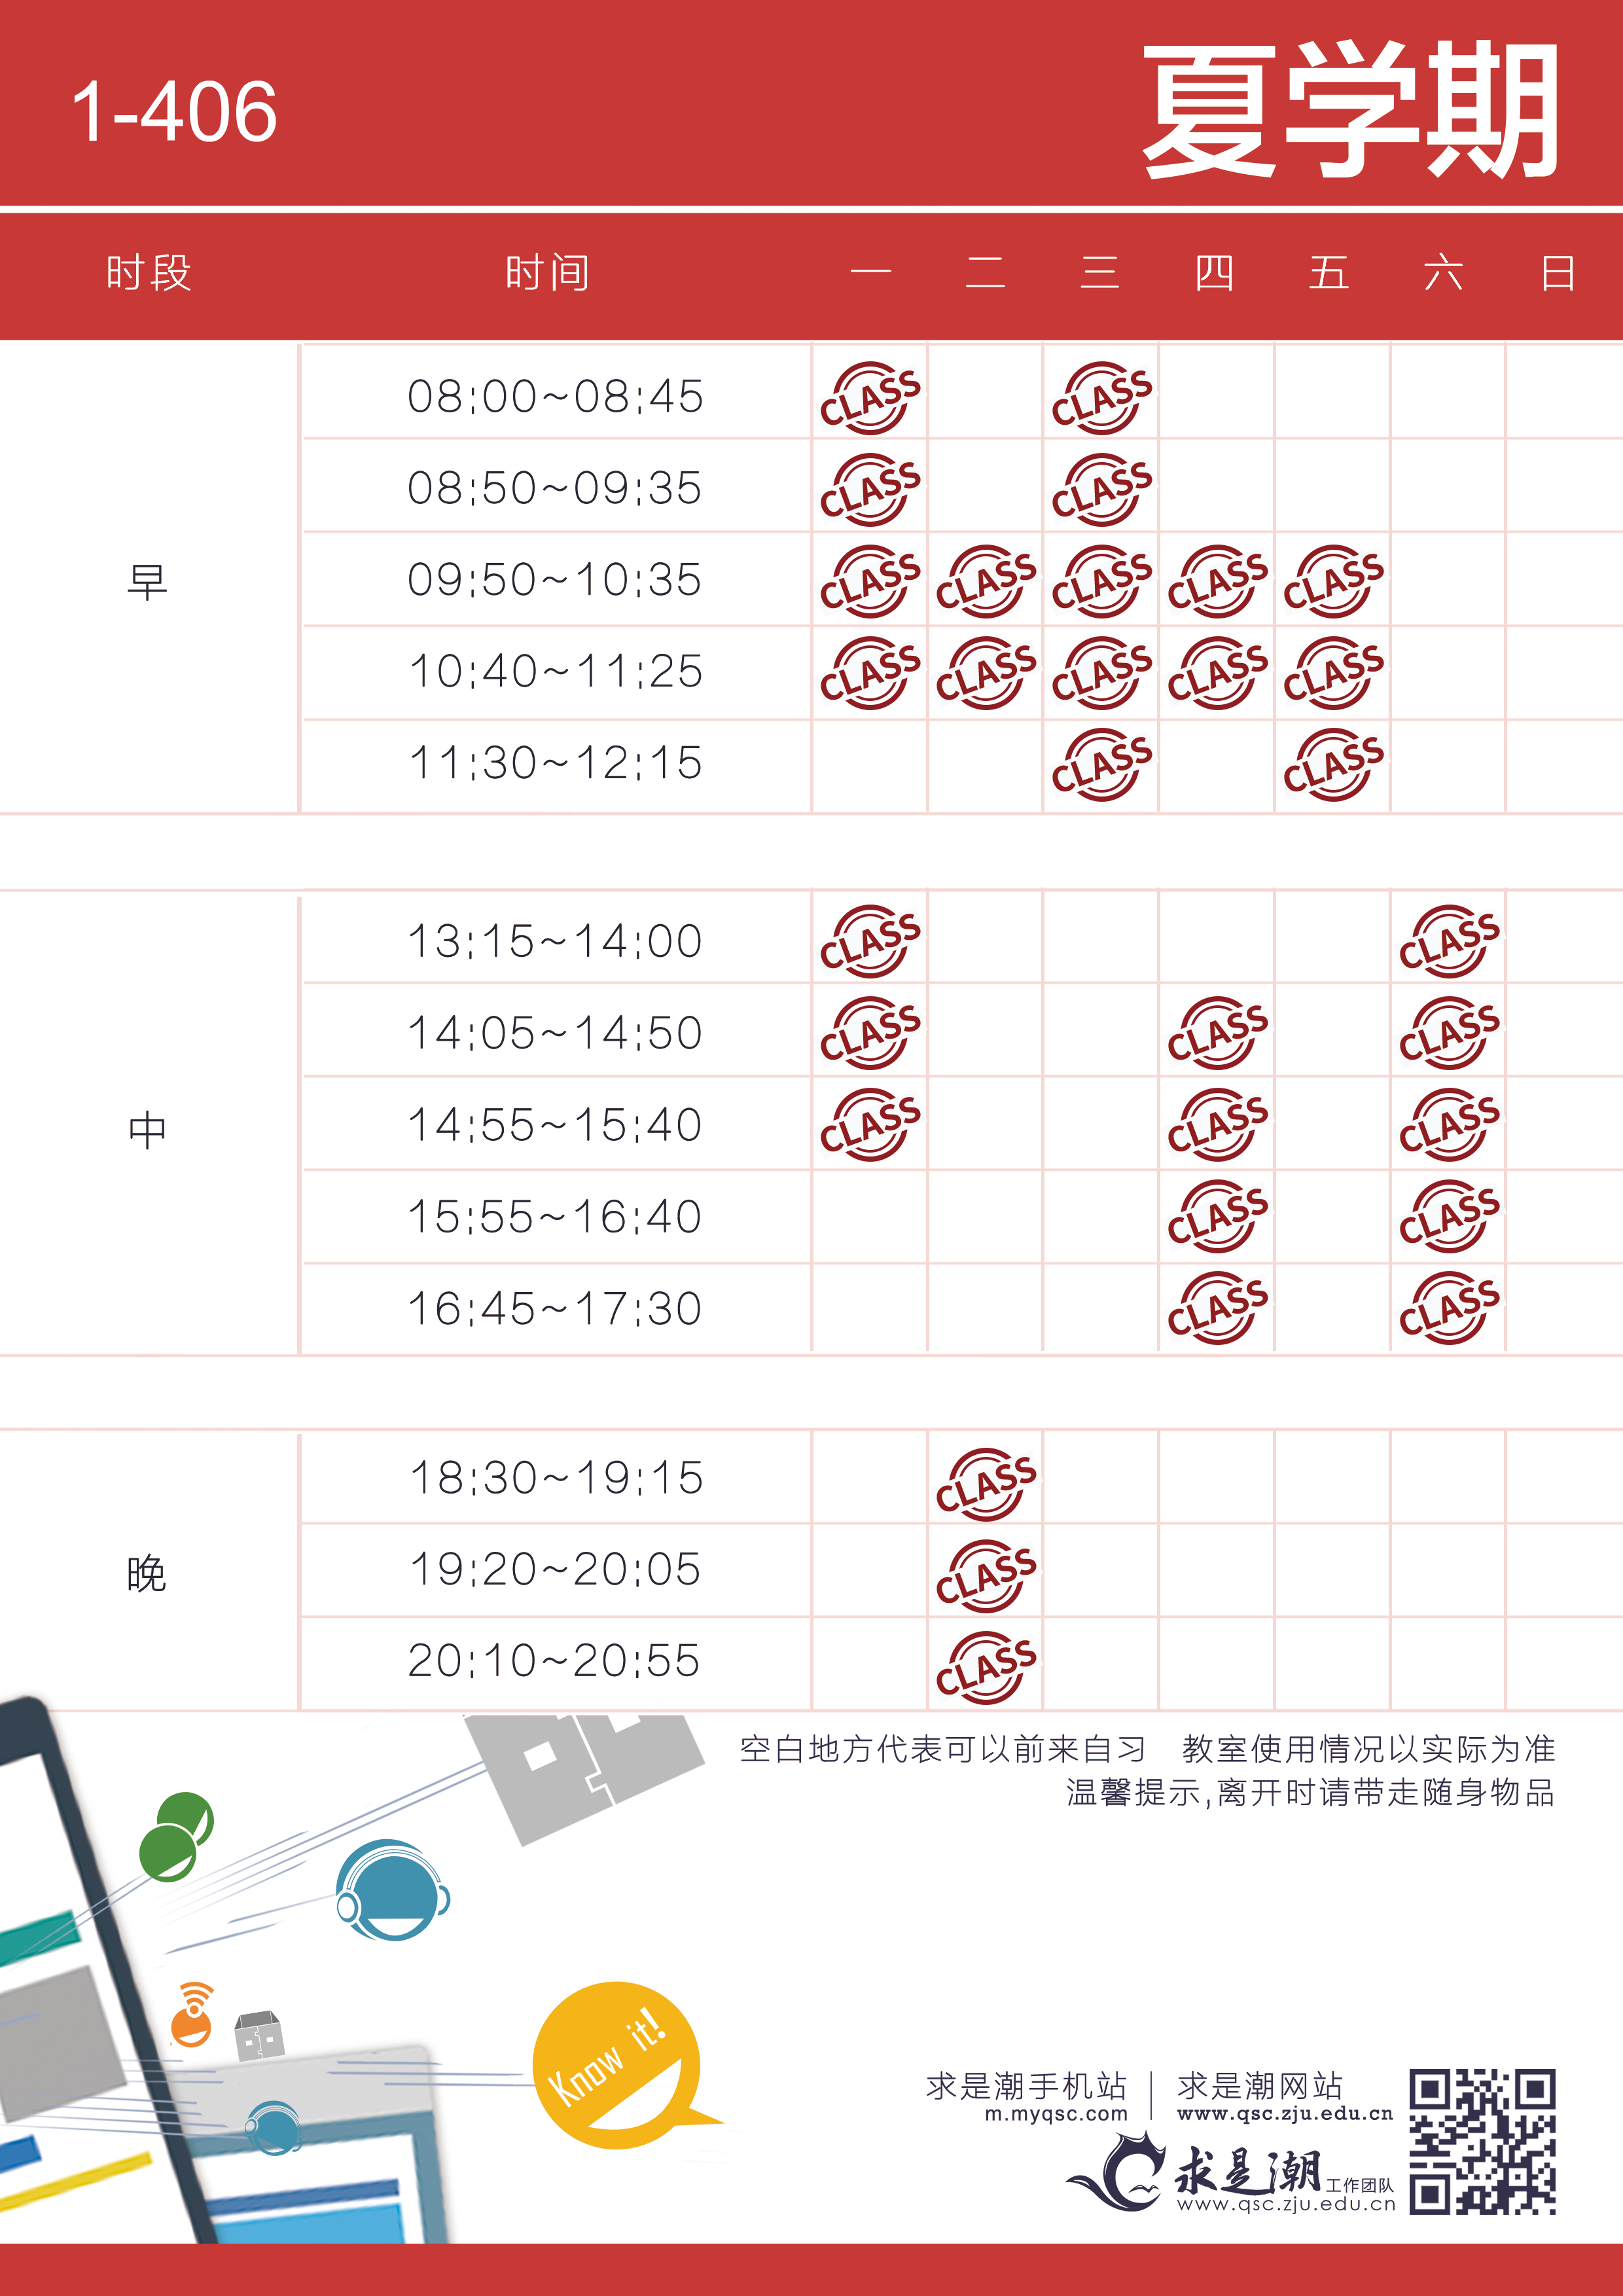 1-406
夏学期
时段 时间 一 二 三 四 五 六 日
早
08:00~08:45 CLASS CLASS
08:50~09:35 CLASS CLASS
09:50~10:35 CLASS CLASS CLASS CLASS CLASS
10:40~11:25 CLASS CLASS CLASS CLASS CLASS
11:30~12:15 CLASS CLASS
中
13:15~14:00 CLASS CLASS
14:05~14:50 CLASS CLASS CLASS
14:55~15:40 CLASS CLASS CLASS
15:55~16:40 CLASS CLASS
16:45~17:30 CLASS CLASS
晚
18:30~19:15 CLASS
19:20~20:05 CLASS
20:10~20:55 CLASS
空白地方代表可以前来自习 教室使用情况以实际为准
温馨提示,离开时请带走随身物品
Know it!
求是潮手机站
m.myqsc.com
求是潮网站
www.qsc.zju.edu.cn
求是潮 工作团队
www.qsc.zju.edu.cn